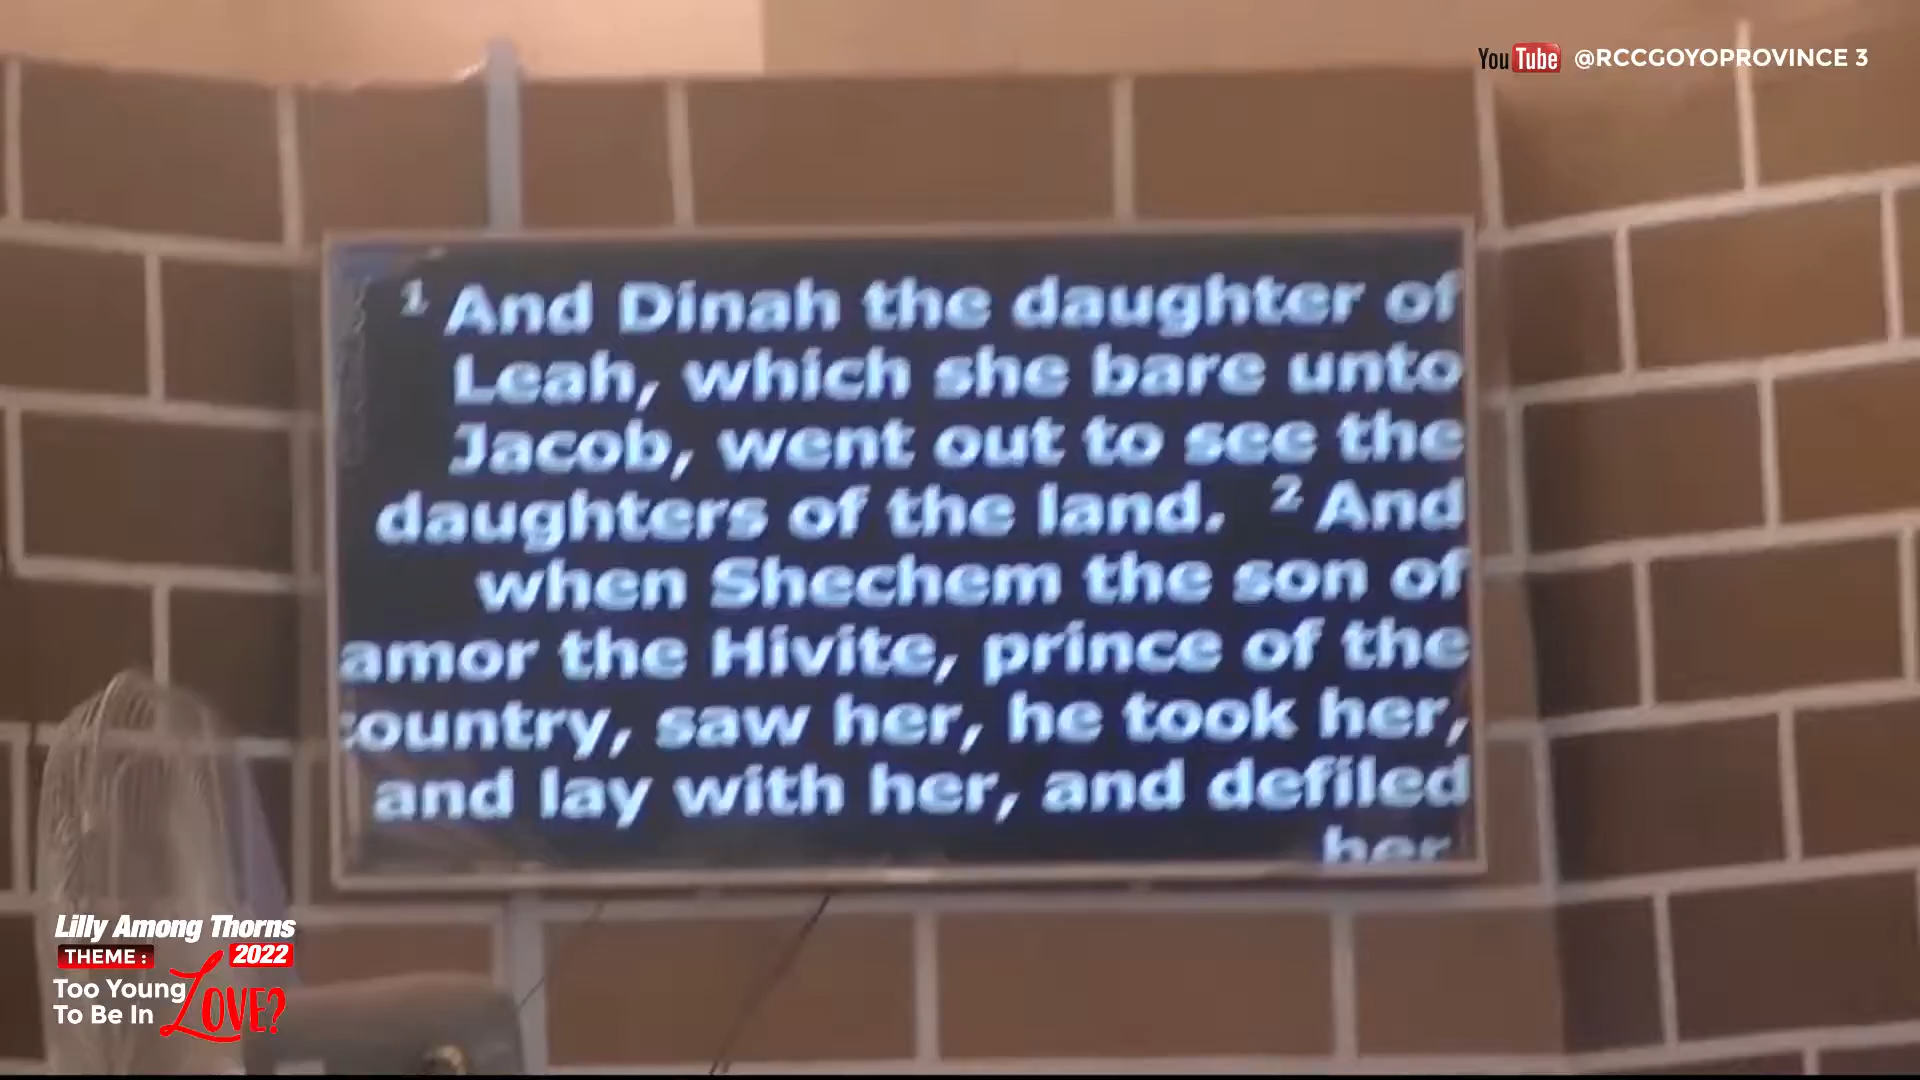 YouTube @RCCGOYOPROVINCE 3
1 And Dinah the daughter of
Leah, which she bare unto
Jacob, went out to see the
daughters of the land. 2 And
when Shechem the son of
amor the Hivite, prince of the
country, saw her, he took her,
and lay with her, and defiled
her
Lilly Among Thorns
THEME: 2022
Too Young
To Be In LOVE?